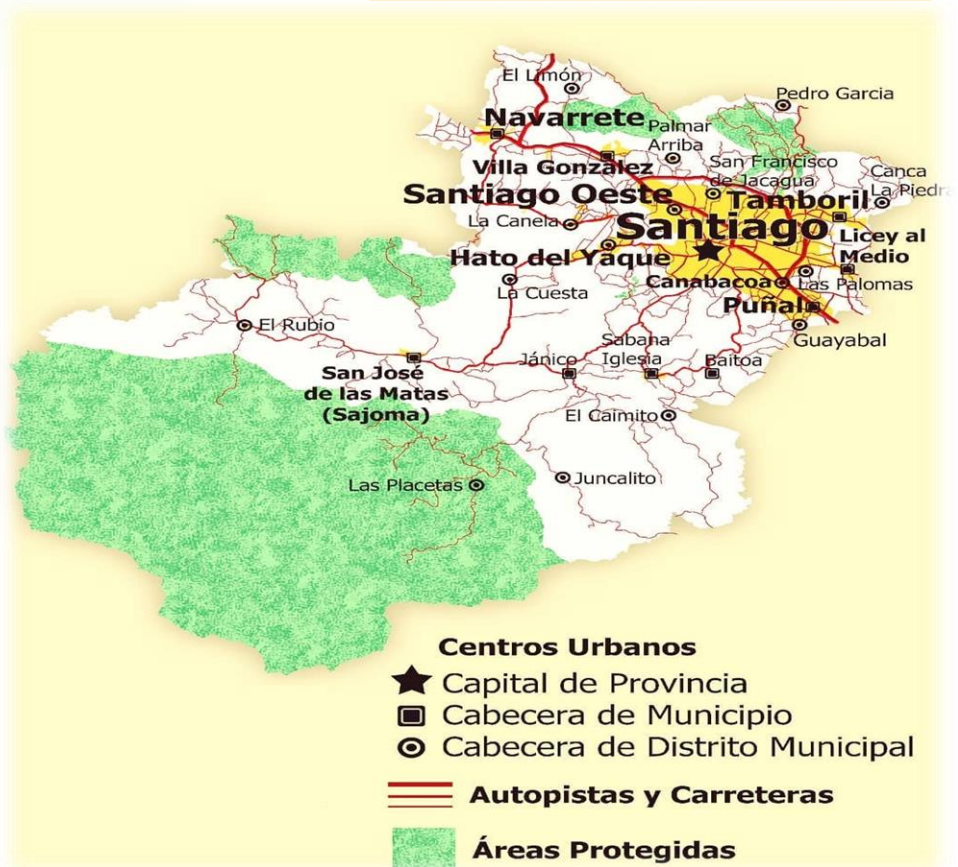 El Limón
Pedro Garcia
Navarrete
Palmar
Arriba
Villa González
San Francisco
de Jacagua
Canca
La Piedra
Santiago Oeste
Tamboril
La Canela
Santiago
Licey al
Medio
Hato del Yaque
Canabacoa
Las Palomas
La Cuesta
Puñal
El Rubio
Guayabal
Sabana
Iglesia
Jánico
Baitoa
San José
de las Matas
(Sajoma)
El Caimito
Juncalito
Las Placetas
Centros Urbanos
Capital de Provincia
Cabecera de Municipio
Cabecera de Distrito Municipal
Autopistas y Carreteras
Áreas Protegidas